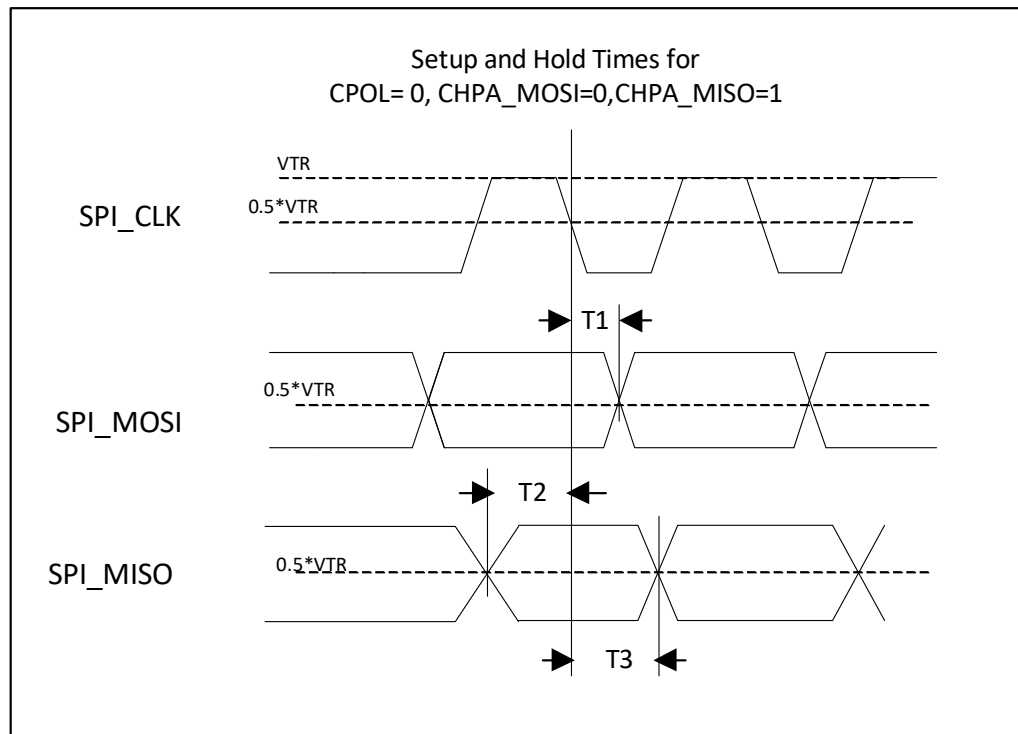 Setup and Hold Times for
CPOL= 0, CHPA_MOSI=0,CHPA_MISO=1
VTR
0.5*VTR
SPI_CLK
T1
0.5*VTR
SPI_MOSI
T2
0.5*VTR
SPI_MISO
T3